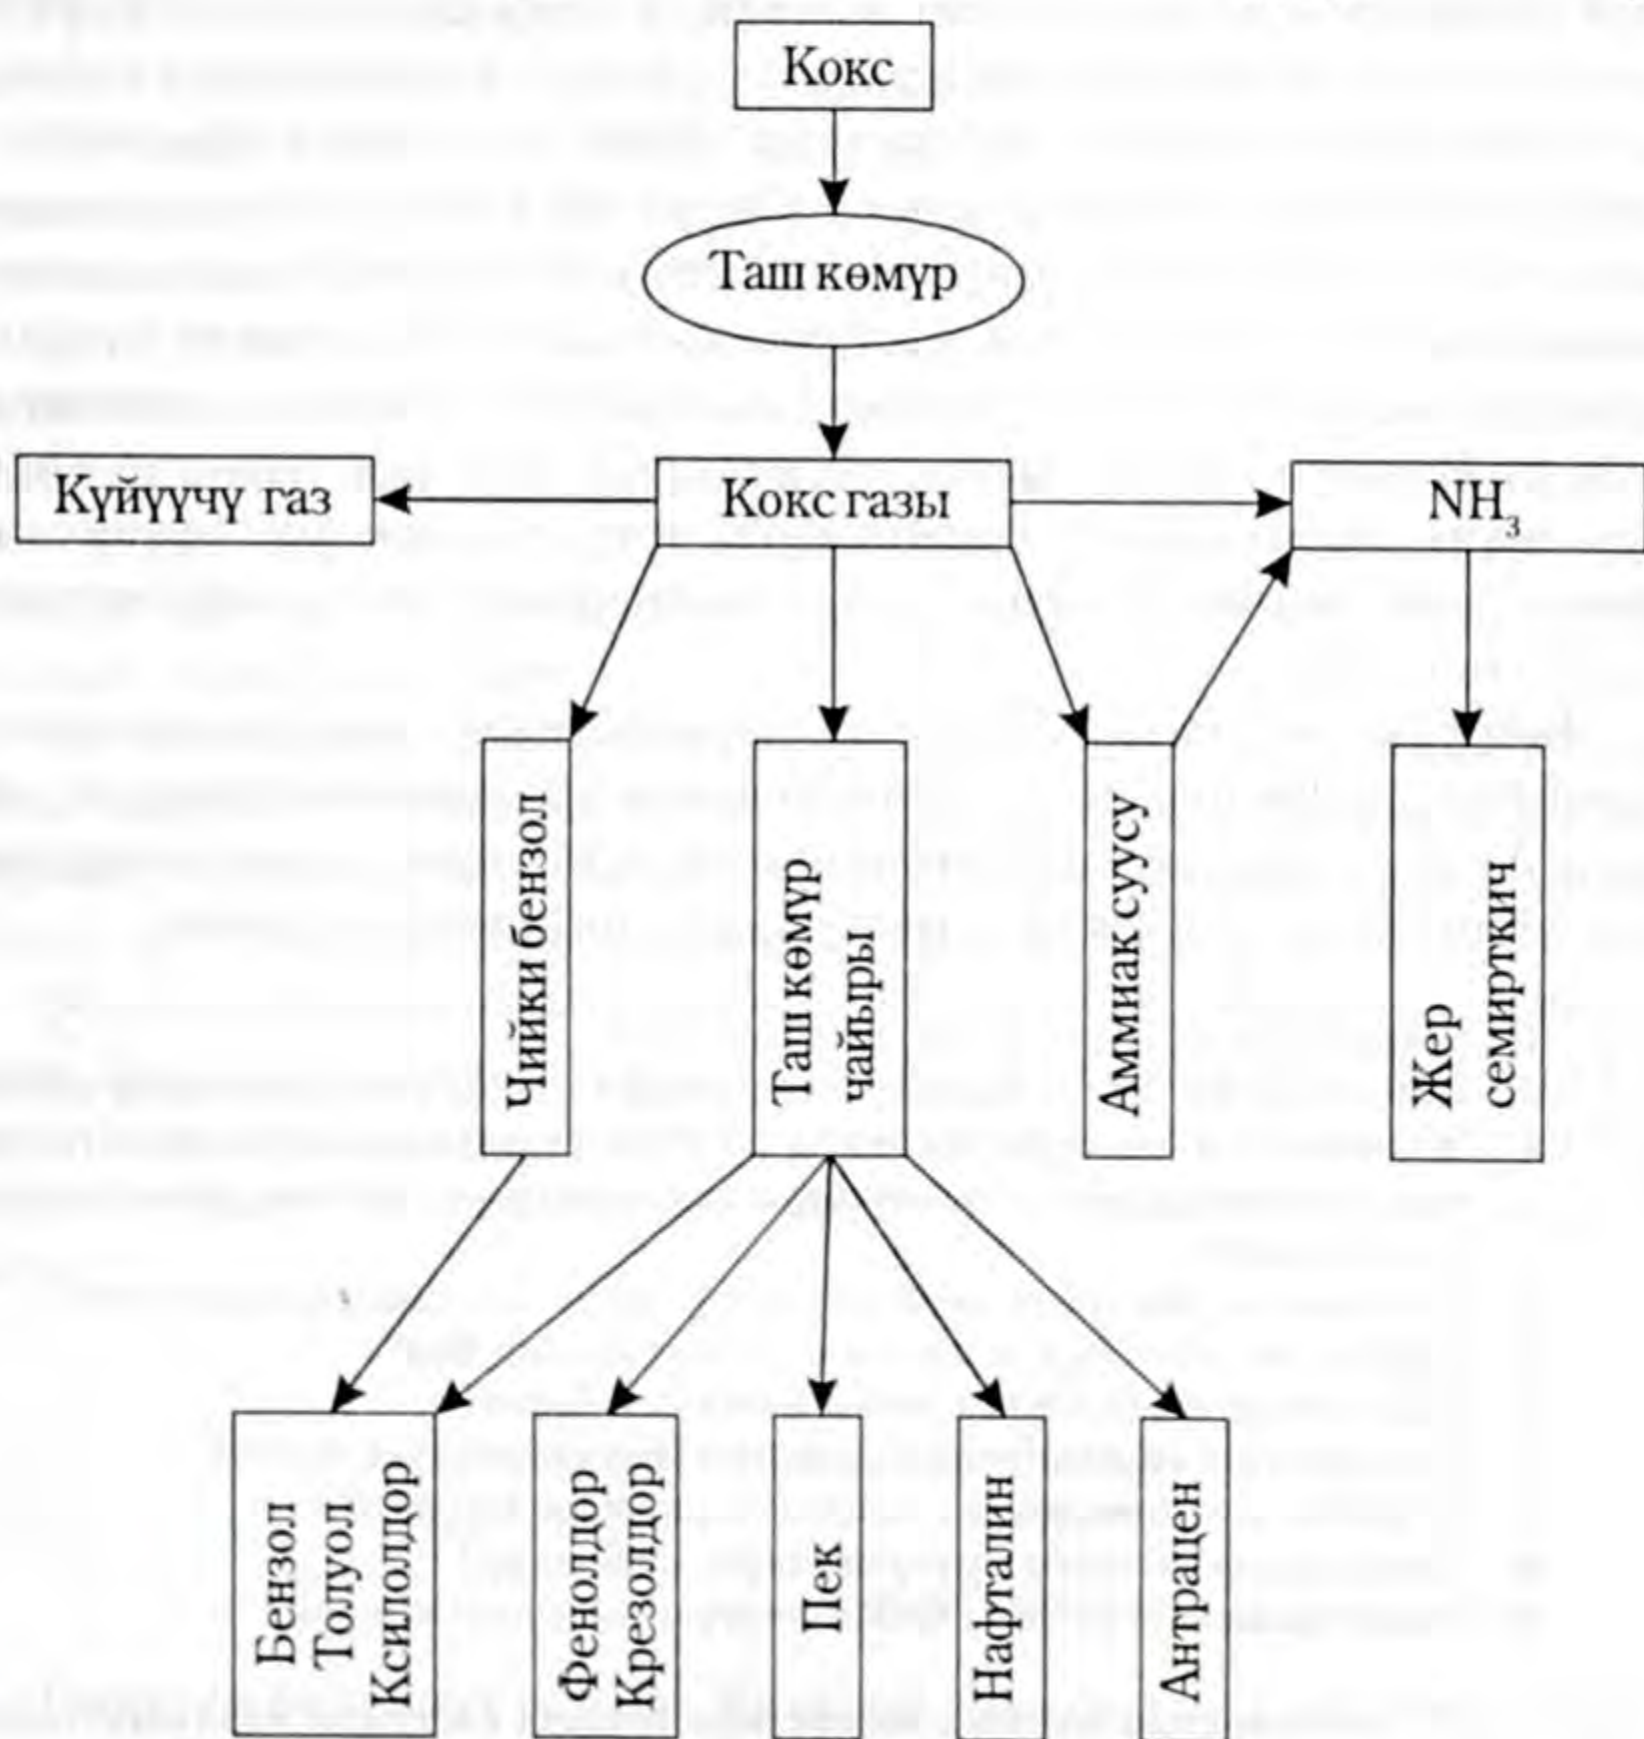 Кокс
Таш көмүр
Күйүүчү газ
Кокс газы
NH₃
Чийки бензол
Таш көмүр
чайыры
Аммиак суусу
Жер
семирткич
Бензол
Толуол
Ксилолдор
Фенолдор
Крезолдор
Пек
Нафталин
Антрацен